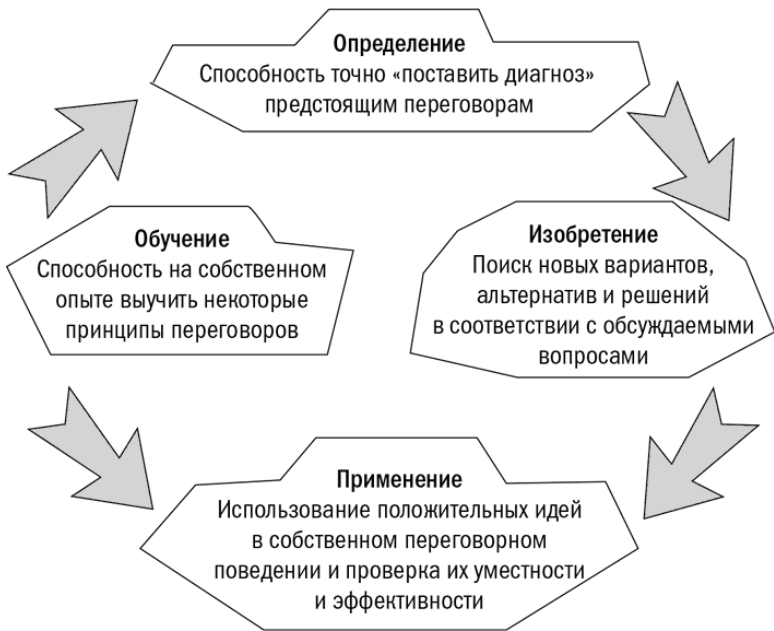 Определение
Способность точно «поставить диагноз»
предстоящим переговорам
Обучение
Способность на собственном
опыте выучить некоторые
принципы переговоров
Изобретение
Поиск новых вариантов,
альтернатив и решений
в соответствии с обсуждаемыми
вопросами
Применение
Использование положительных идей
в собственном переговорном
поведении и проверка их уместности
и эффективности